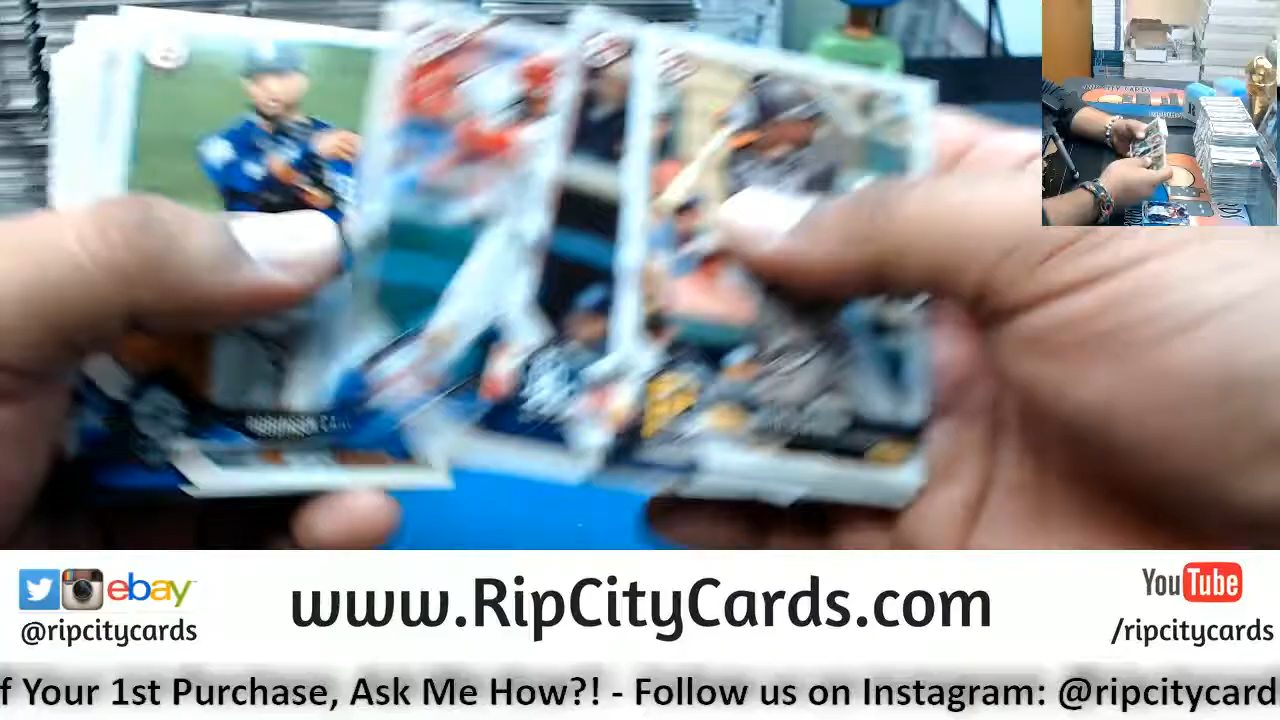 ebay
@ripcitycards
www.RipCityCards.com
YouTube
/ripcitycards
f Your 1st Purchase, Ask Me How?! - Follow us on Instagram: @ripcitycard